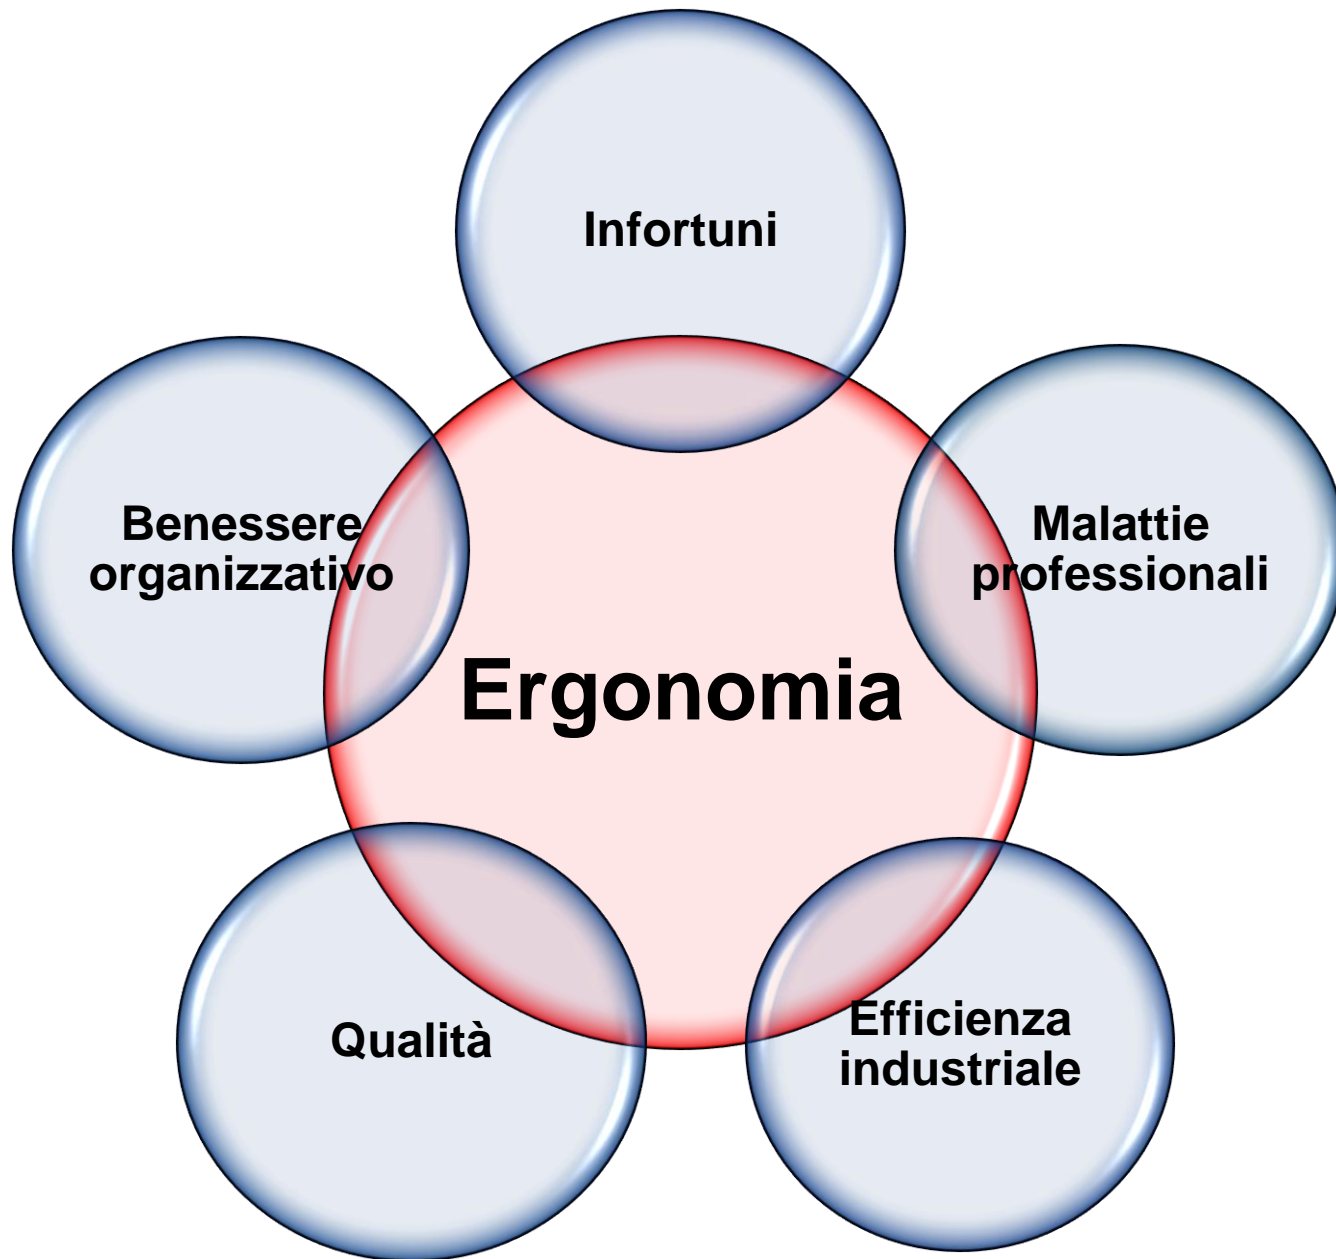 Infortuni
Benessere
organizzativo
Malattie
professionali
Ergonomia
Qualità
Efficienza
industriale